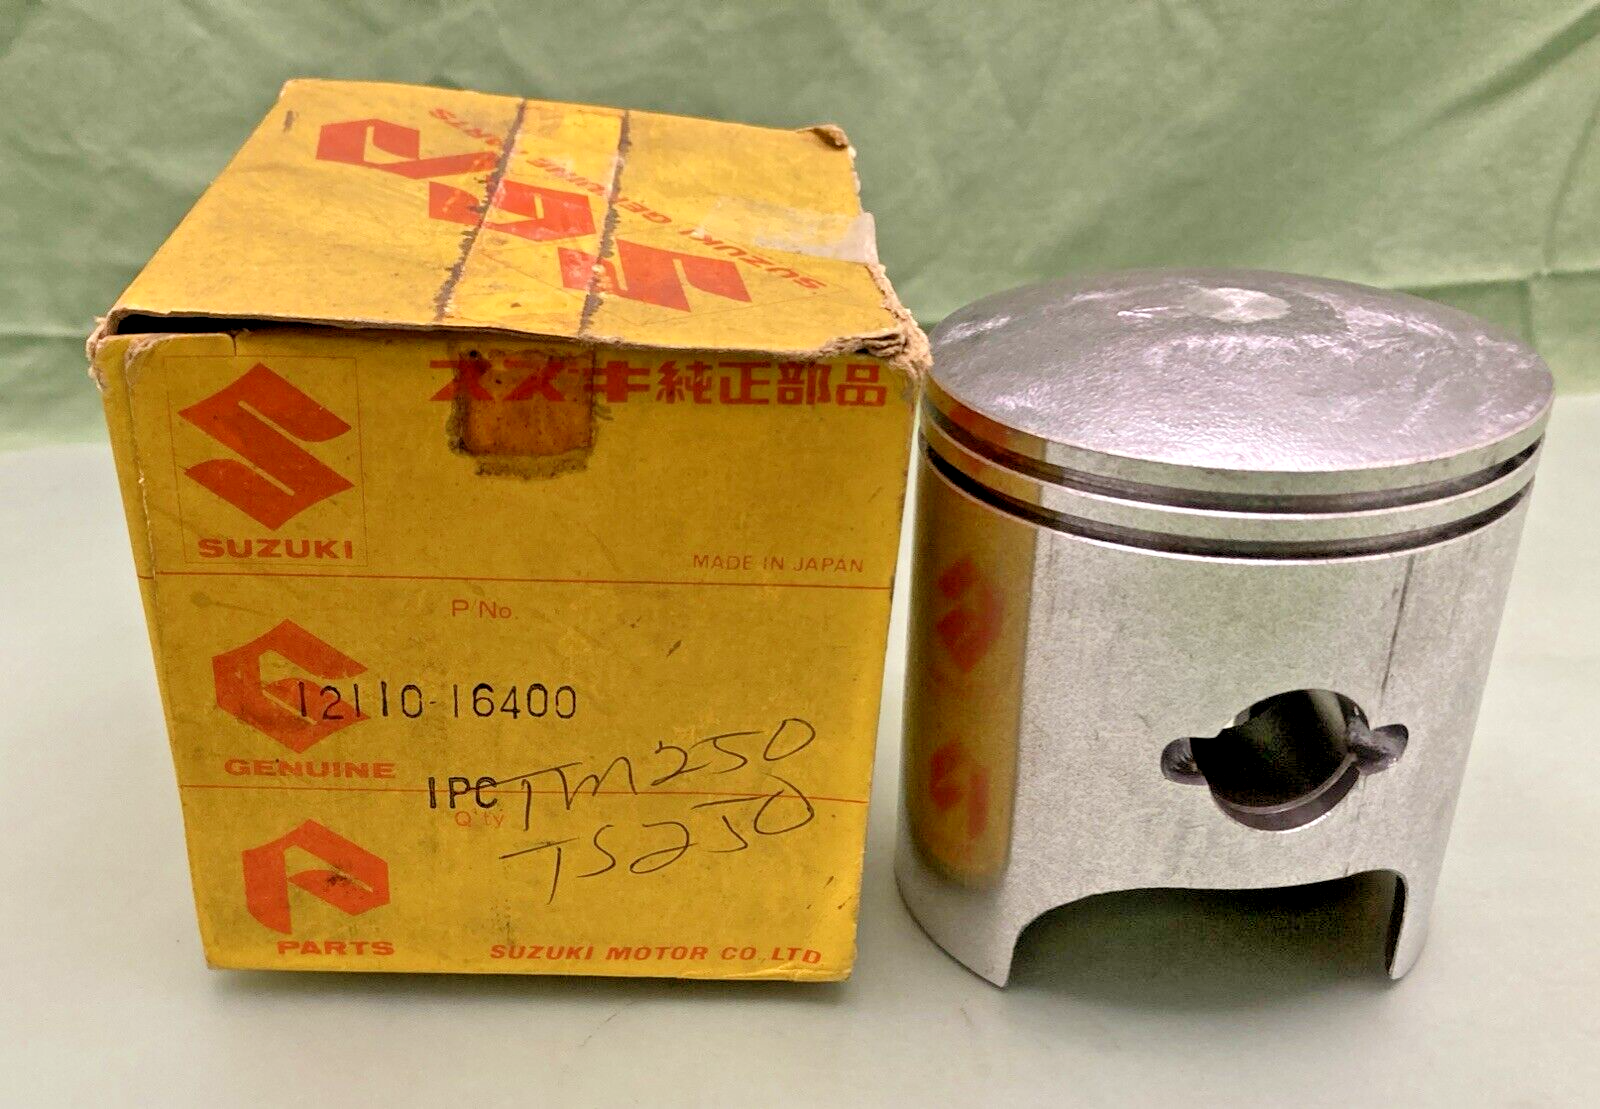 SUZUKI GENUINE PARTS
スズキ純正部品
SUZUKI
MADE IN JAPAN
P/No.
12110-16400
GENUINE
1PC TM250
Q'ty
TS250
PARTS
SUZUKI MOTOR CO.,LTD.